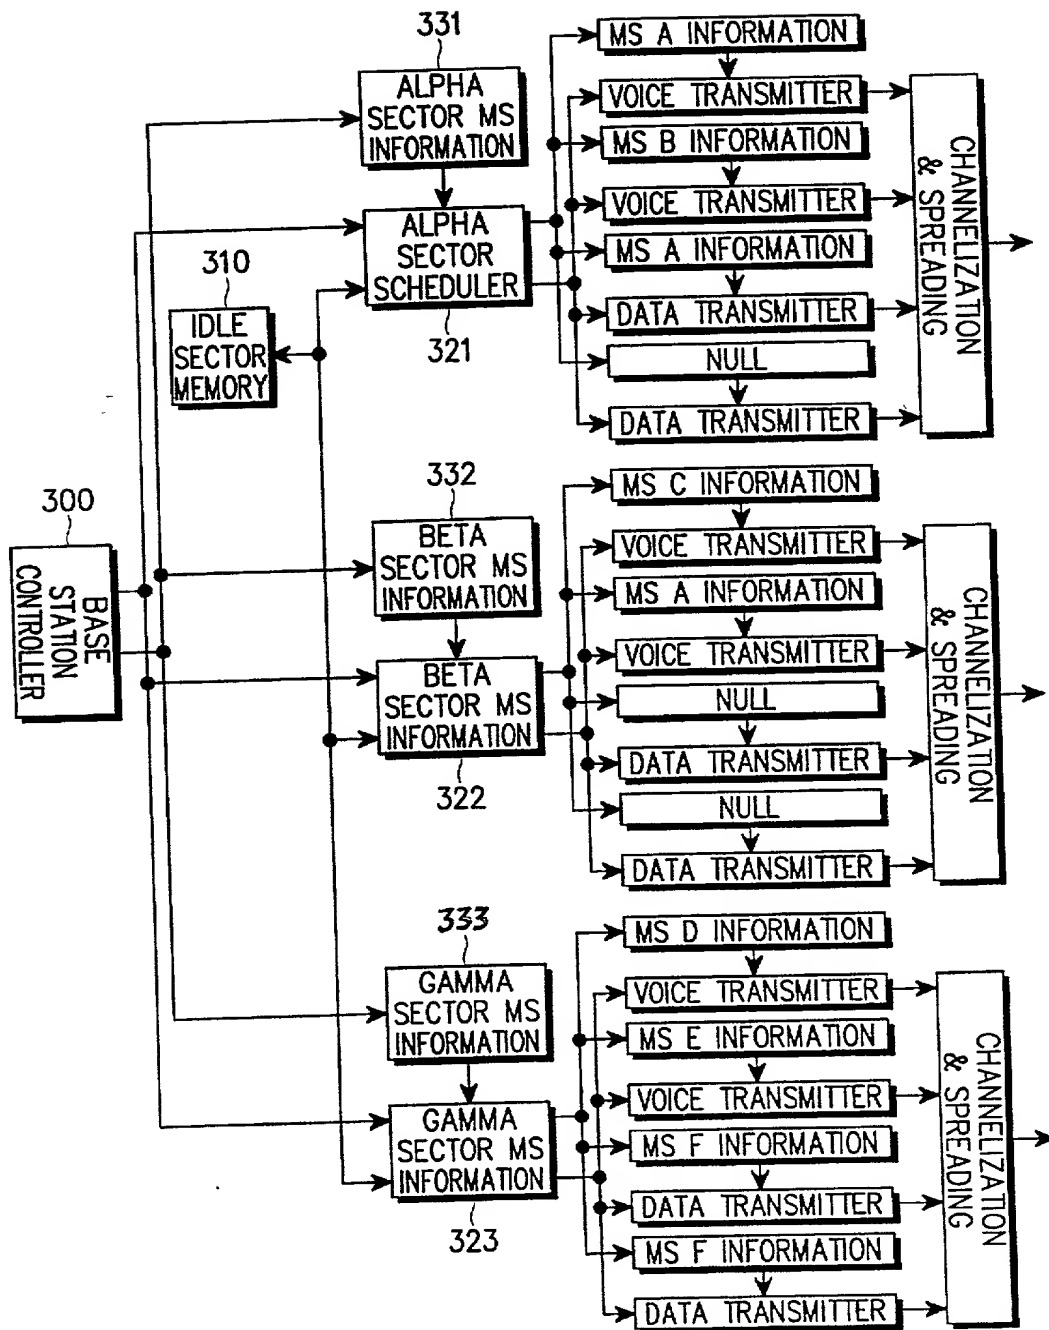 300
BASE
STATION
CONTROLLER
310
IDLE
SECTOR
MEMORY
331
ALPHA
SECTOR MS
INFORMATION
ALPHA
SECTOR
SCHEDULER
321
MS A INFORMATION
VOICE TRANSMITTER
MS B INFORMATION
VOICE TRANSMITTER
MS A INFORMATION
DATA TRANSMITTER
NULL
DATA TRANSMITTER
CHANNELIZATION
& SPREADING
332
BETA
SECTOR MS
INFORMATION
BETA
SECTOR MS
INFORMATION
322
MS C INFORMATION
VOICE TRANSMITTER
MS A INFORMATION
VOICE TRANSMITTER
NULL
DATA TRANSMITTER
NULL
DATA TRANSMITTER
CHANNELIZATION
& SPREADING
333
GAMMA
SECTOR MS
INFORMATION
GAMMA
SECTOR MS
INFORMATION
323
MS D INFORMATION
VOICE TRANSMITTER
MS E INFORMATION
VOICE TRANSMITTER
MS F INFORMATION
DATA TRANSMITTER
MS F INFORMATION
DATA TRANSMITTER
CHANNELIZATION
& SPREADING